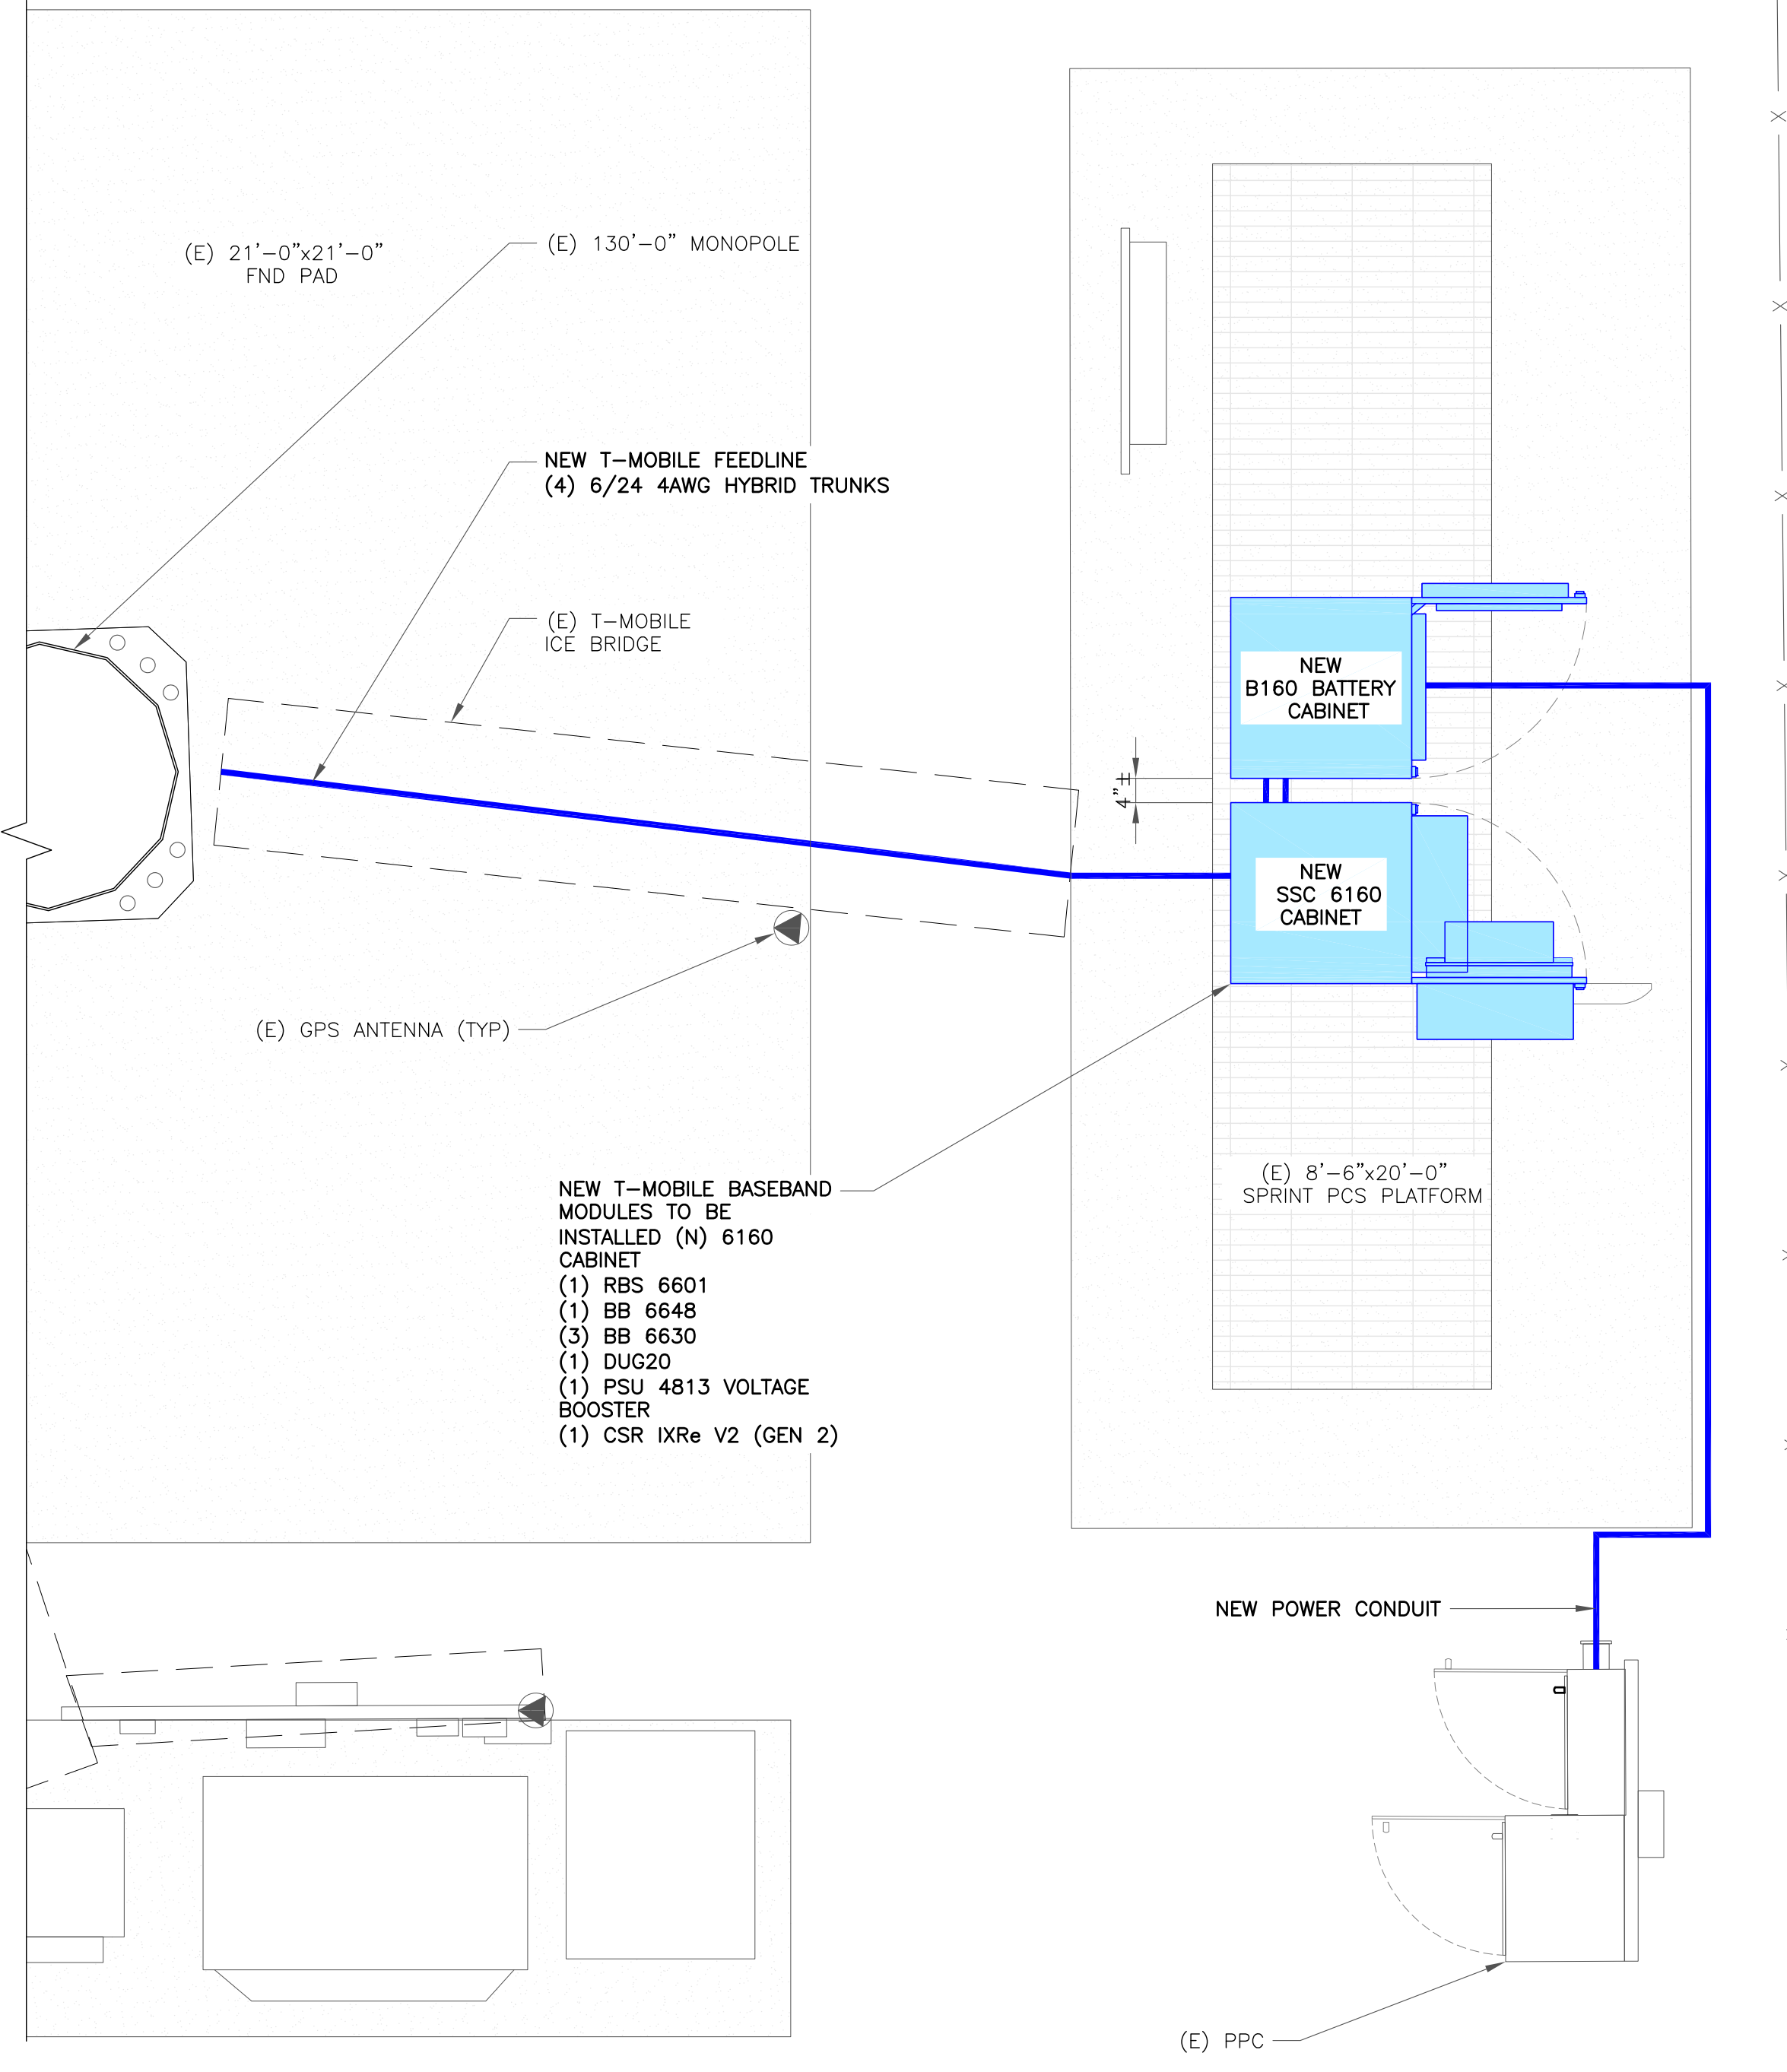 (E) 21'-0"x21'-0"
FND PAD
(E) 130'-0" MONOPOLE
NEW T-MOBILE FEEDLINE
(4) 6/24 4AWG HYBRID TRUNKS
(E) T-MOBILE
ICE BRIDGE
NEW
B160 BATTERY
CABINET
4"±
NEW
SSC 6160
CABINET
(E) GPS ANTENNA (TYP)
(E) 8'-6"x20'-0"
SPRINT PCS PLATFORM
NEW T-MOBILE BASEBAND
MODULES TO BE
INSTALLED (N) 6160
CABINET
(1) RBS 6601
(1) BB 6648
(3) BB 6630
(1) DUG20
(1) PSU 4813 VOLTAGE
BOOSTER
(1) CSR IXRe V2 (GEN 2)
NEW POWER CONDUIT
(E) PPC
X
X
X
X
X
X
X
X